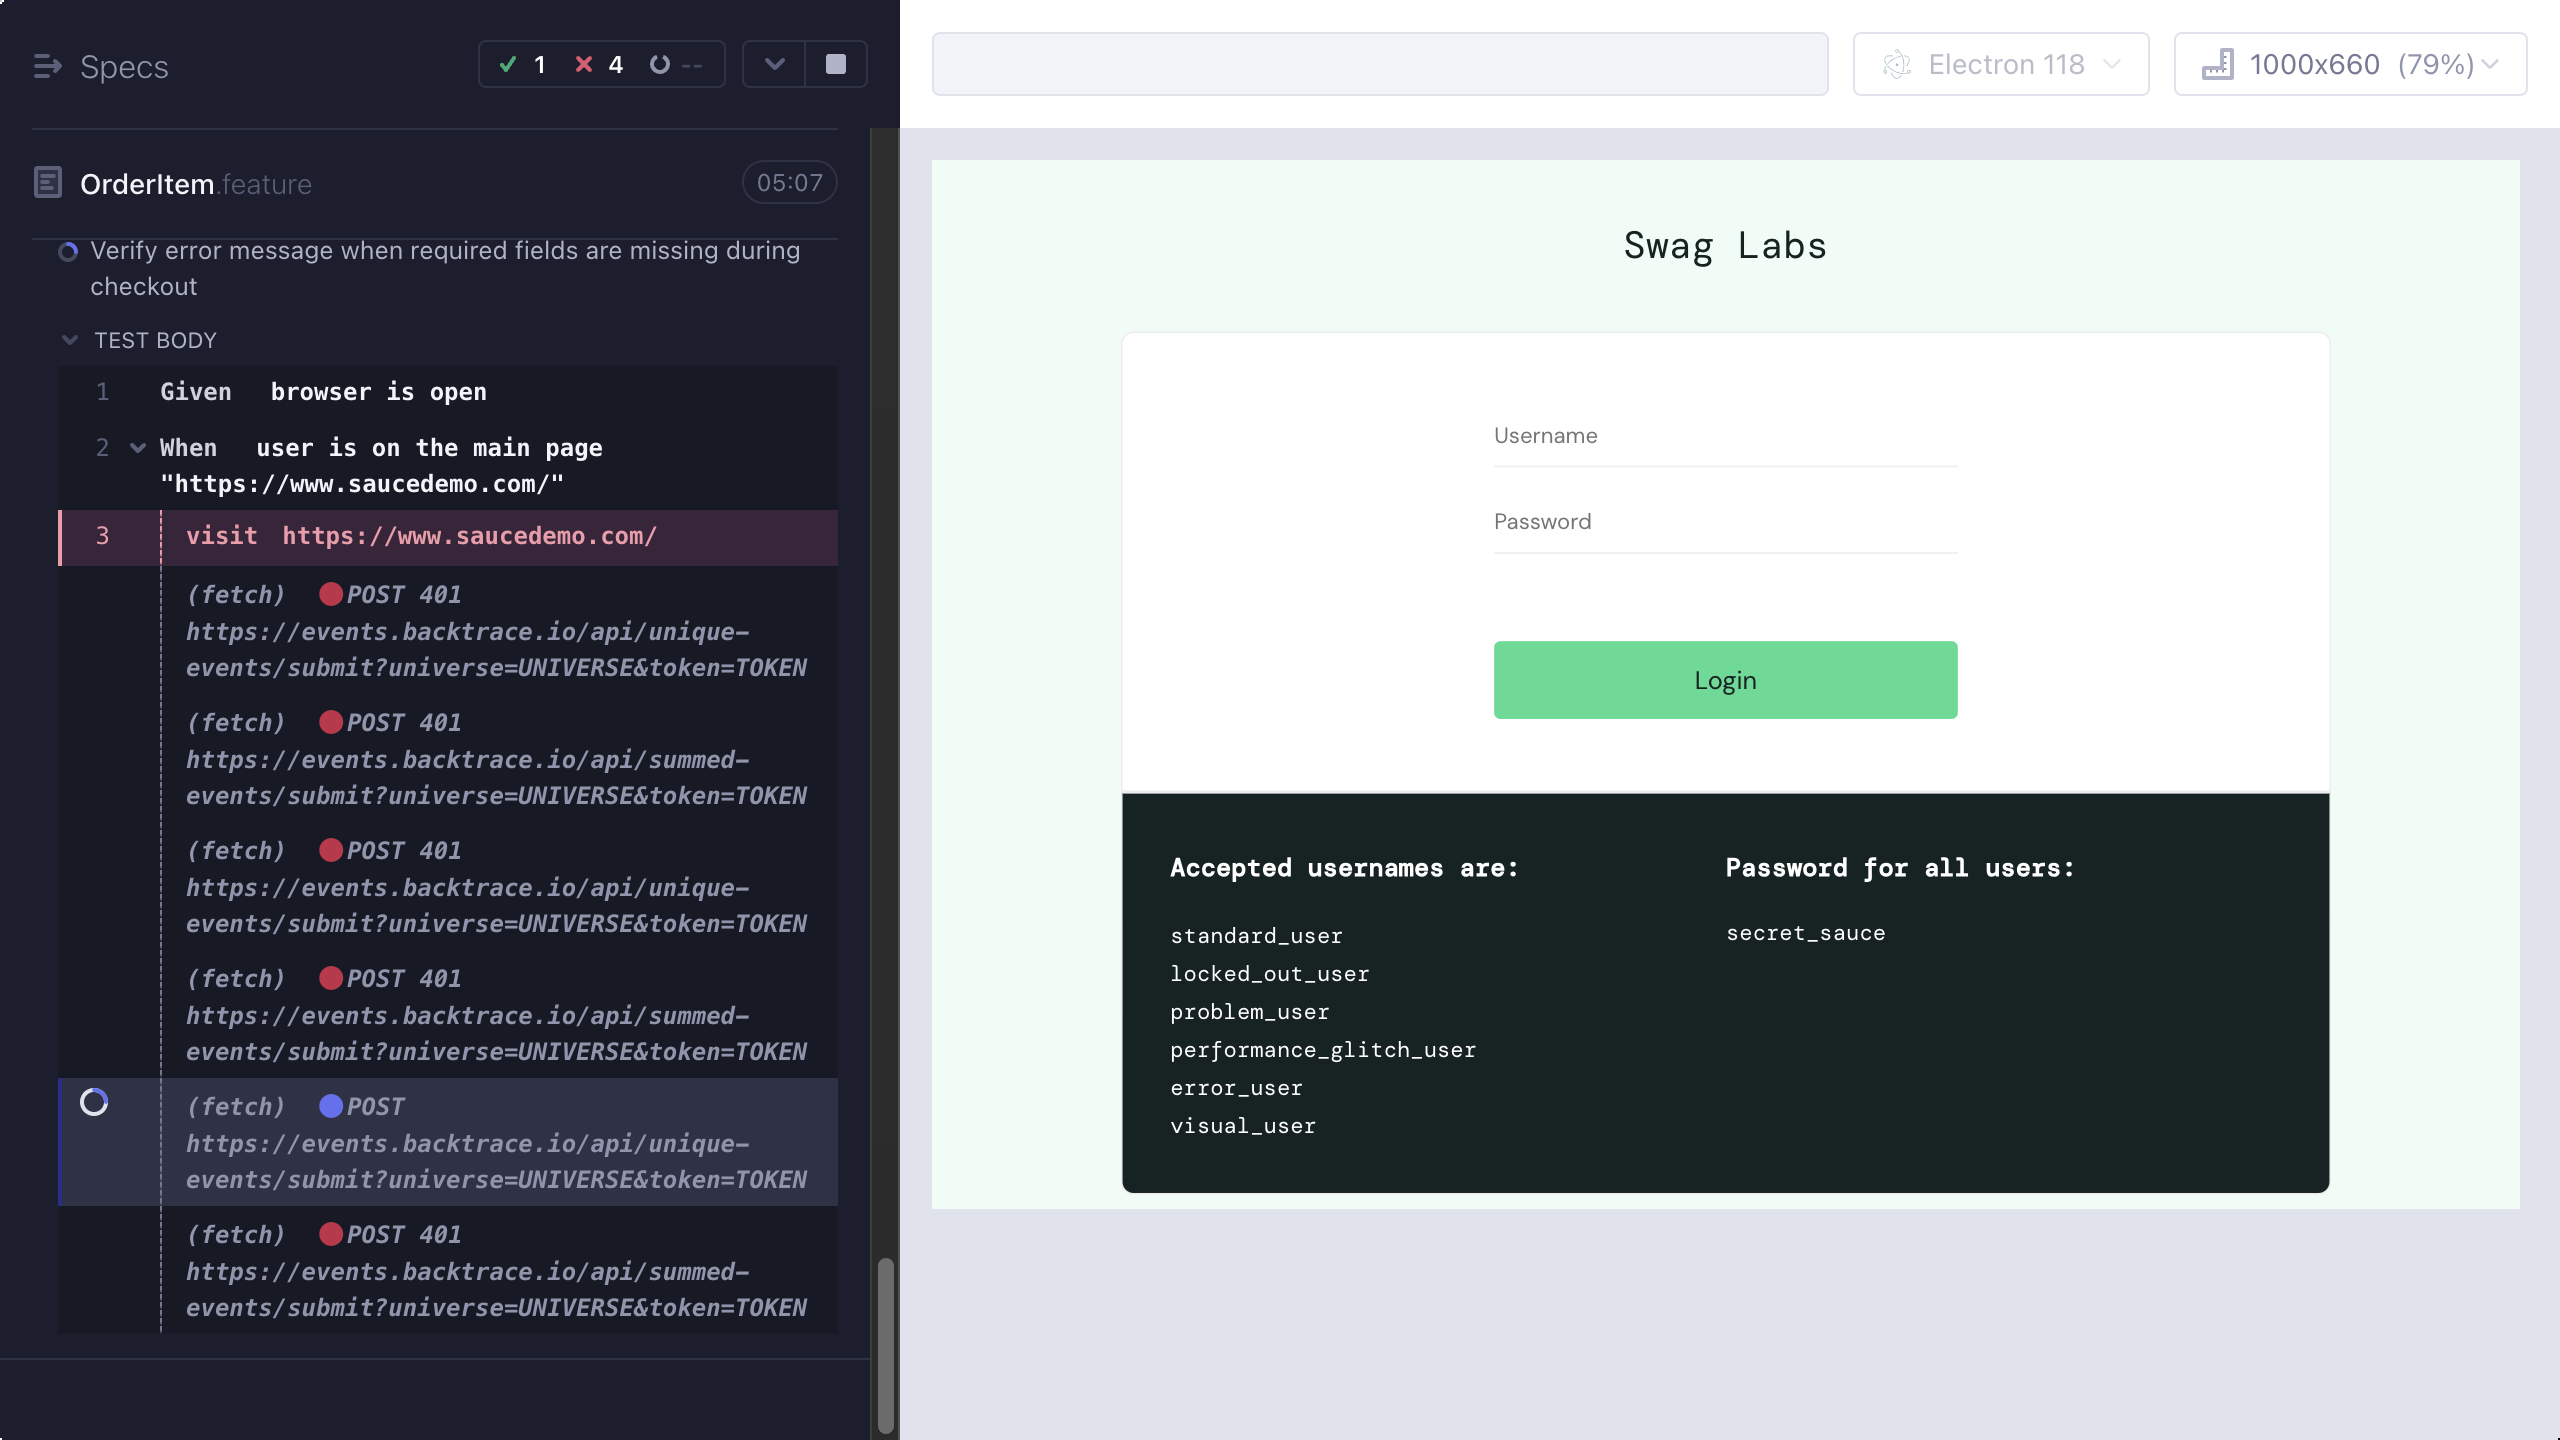 Specs
1 4 --
OrderItem.feature 05:07
Verify error message when required fields are missing during
checkout
TEST BODY
1 Given browser is open
2 When user is on the main page
"https://www.saucedemo.com/"
3 visit https://www.saucedemo.com/
(fetch) POST 401
https://events.backtrace.io/api/unique-
events/submit?universe=UNIVERSE&token=TOKEN
(fetch) POST 401
https://events.backtrace.io/api/summed-
events/submit?universe=UNIVERSE&token=TOKEN
(fetch) POST 401
https://events.backtrace.io/api/unique-
events/submit?universe=UNIVERSE&token=TOKEN
(fetch) POST 401
https://events.backtrace.io/api/summed-
events/submit?universe=UNIVERSE&token=TOKEN
(fetch) POST
https://events.backtrace.io/api/unique-
events/submit?universe=UNIVERSE&token=TOKEN
(fetch) POST 401
https://events.backtrace.io/api/summed-
events/submit?universe=UNIVERSE&token=TOKEN
Electron 118
1000x660 (79%)
Swag Labs
Username
Password
Login
Accepted usernames are:
standard_user
locked_out_user
problem_user
performance_glitch_user
error_user
visual_user
Password for all users:
secret_sauce